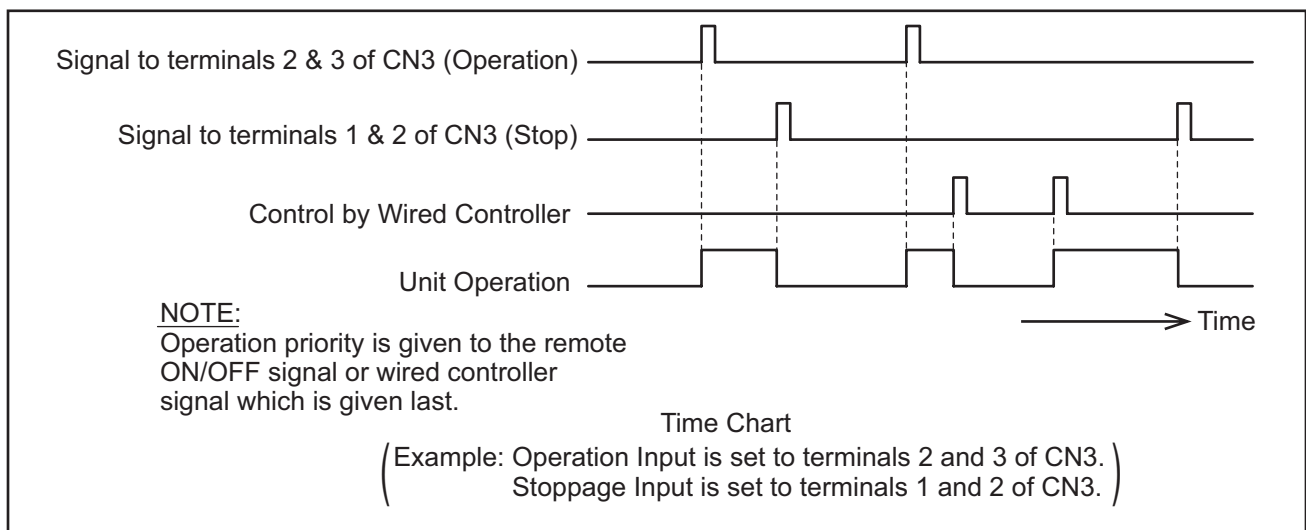 Signal to terminals 2 & 3 of CN3 (Operation)
Signal to terminals 1 & 2 of CN3 (Stop)
Control by Wired Controller
Unit Operation
Time
NOTE:
Operation priority is given to the remote
ON/OFF signal or wired controller
signal which is given last.
Time Chart
(Example: Operation Input is set to terminals 2 and 3 of CN3.
Stoppage Input is set to terminals 1 and 2 of CN3.)